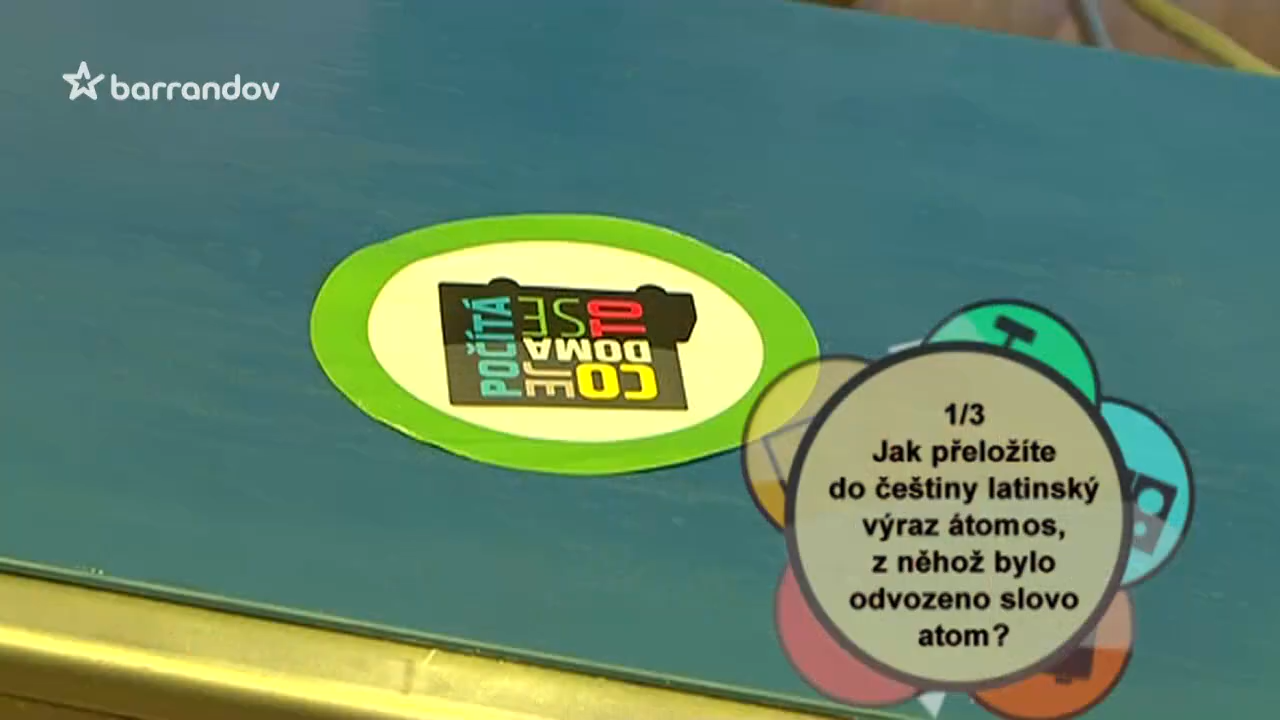 barrandov
CO JE
DOMA
TO
SE
POČÍTÁ
1/3
Jak přeložíte
do češtiny latinský
výraz átomos,
z něhož bylo
odvozeno slovo
atom?